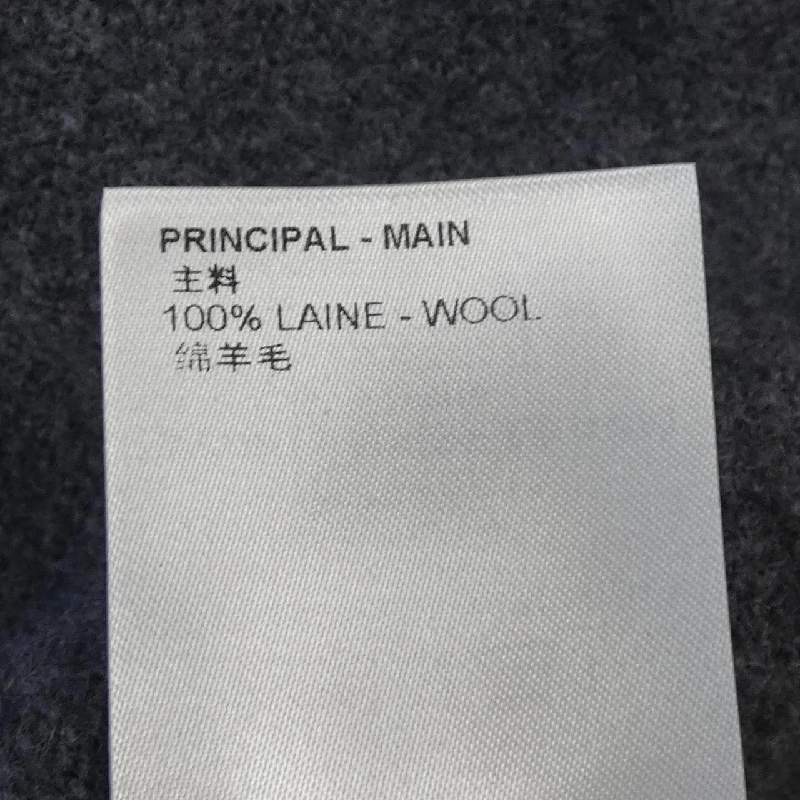 PRINCIPAL - MAIN
主料
100% LAINE - WOOL
绵羊毛